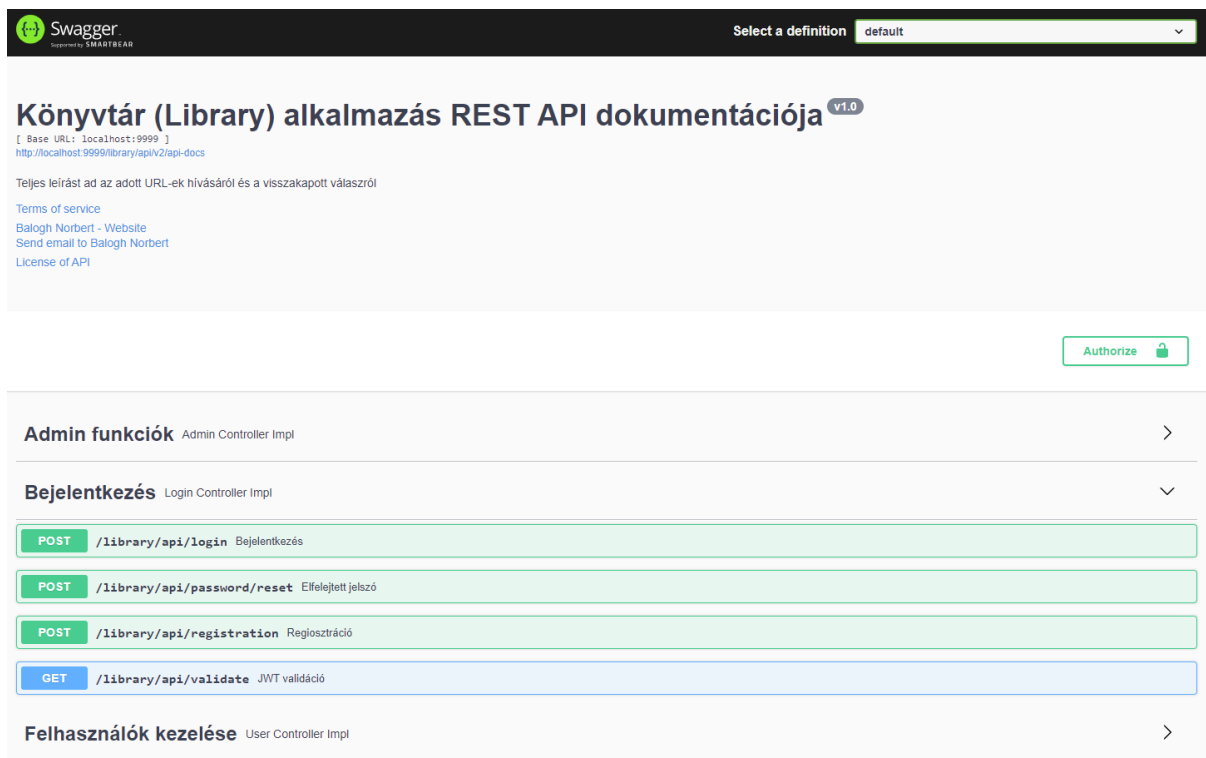 Swagger.
Supported by SMARTBEAR
Select a definition default
Könyvtár (Library) alkalmazás REST API dokumentációja v1.0
[ Base URL: localhost:9999 ]
http://localhost:9999/library/api/v2/api-docs
Teljes leírást ad az adott URL-ek hívásáról és a visszakapott válaszról
Terms of service
Balogh Norbert - Website
Send email to Balogh Norbert
License of API
Authorize
Admin funkciók Admin Controller Impl
Bejelentkezés Login Controller Impl
POST /library/api/login Bejelentkezés
POST /library/api/password/reset Elfelejtett jelszó
POST /library/api/registration Regiosztráció
GET /library/api/validate JWT validáció
Felhasználók kezelése User Controller Impl